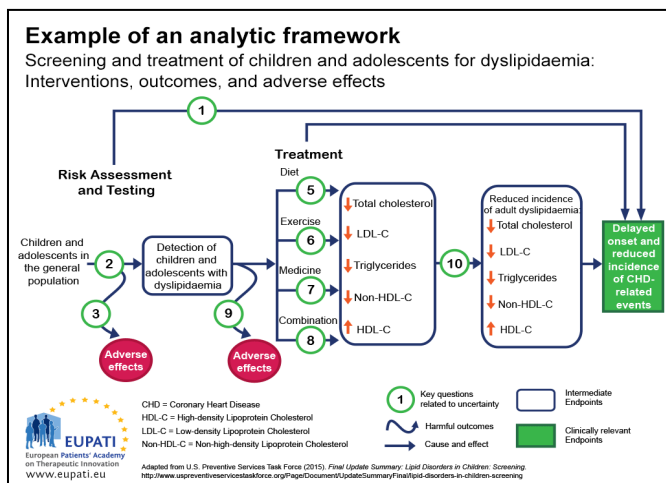 Example of an analytic framework
Screening and treatment of children and adolescents for dyslipidaemia:
Interventions, outcomes, and adverse effects
1
Risk Assessment
and Testing
Treatment
Children and
adolescents in
the general
population
2
3
Adverse
effects
Detection of
children and
adolescents with
dyslipidaemia
9
Adverse
effects
Diet
5
Exercise
6
Medicine
7
Combination
8
Total cholesterol
LDL-C
Triglycerides
Non-HDL-C
HDL-C
10
Reduced incidence
of adult dyslipidaemia:
Total cholesterol
LDL-C
Triglycerides
Non-HDL-C
HDL-C
Delayed
onset and
reduced
incidence
of CHD-
related
events
EUPATI
European Patients' Academy
on Therapeutic Innovation
www.eupati.eu
CHD = Coronary Heart Disease
HDL-C = High-density Lipoprotein Cholesterol
LDL-C = Low-density Lipoprotein Cholesterol
Non-HDL-C = Non-high-density Lipoprotein Cholesterol
1
Key questions
related to uncertainty
Harmful outcomes
Cause and effect
Intermediate
Endpoints
Clinically relevant
Endpoints
Adapted from U.S. Preventive Services Task Force (2015). Final Update Summary: Lipid Disorders in Children: Screening.
http://www.uspreventiveservicestaskforce.org/Page/Document/UpdateSummaryFinal/lipid-disorders-in-children-screening